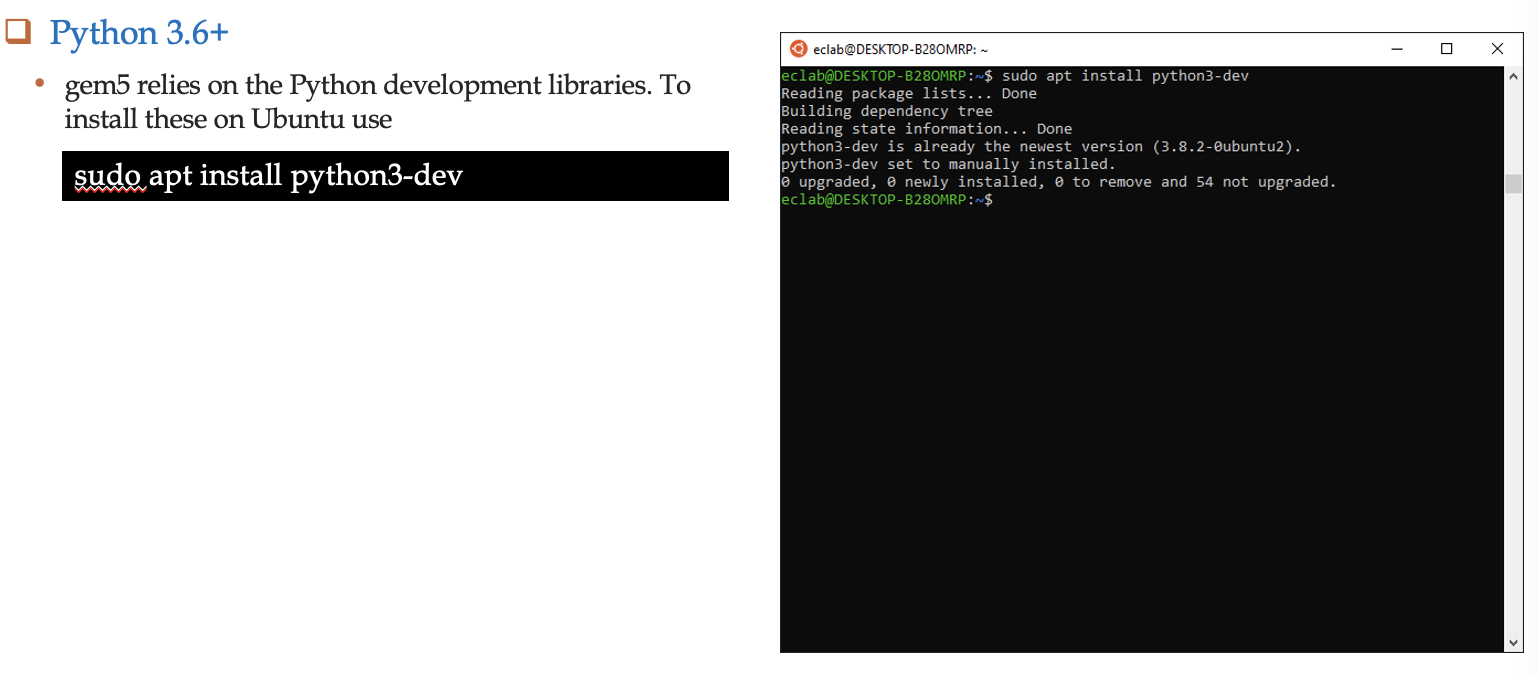 Python 3.6+
• gem5 relies on the Python development libraries. To
install these on Ubuntu use
sudo apt install python3-dev
eclab@DESKTOP-B28OMRP: ~
eclab@DESKTOP-B28OMRP:~$ sudo apt install python3-dev
Reading package lists... Done
Building dependency tree
Reading state information... Done
python3-dev is already the newest version (3.8.2-0ubuntu2).
python3-dev set to manually installed.
0 upgraded, 0 newly installed, 0 to remove and 54 not upgraded.
eclab@DESKTOP-B28OMRP:~$